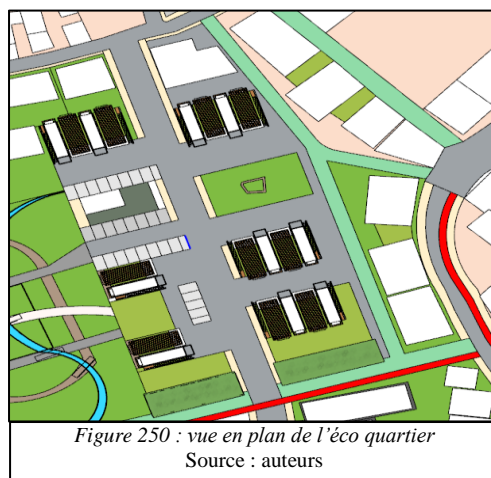 Figure 250 : vue en plan de l’éco quartier
Source : auteurs